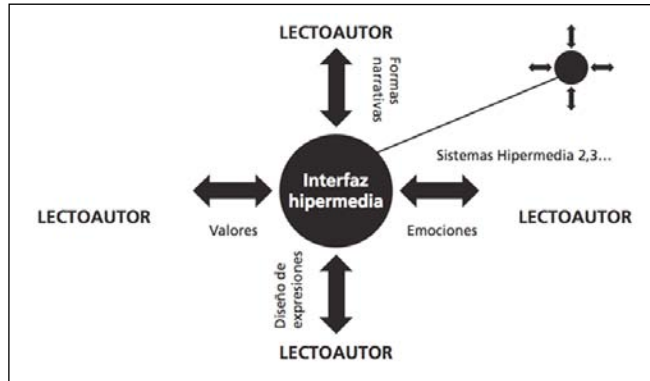 LECTOAUTOR
Formas
narrativas
Sistemas Hipermedia 2,3...
Interfaz
hipermedia
LECTOAUTOR
Valores
Emociones
LECTOAUTOR
Diseño de
expresiones
LECTOAUTOR